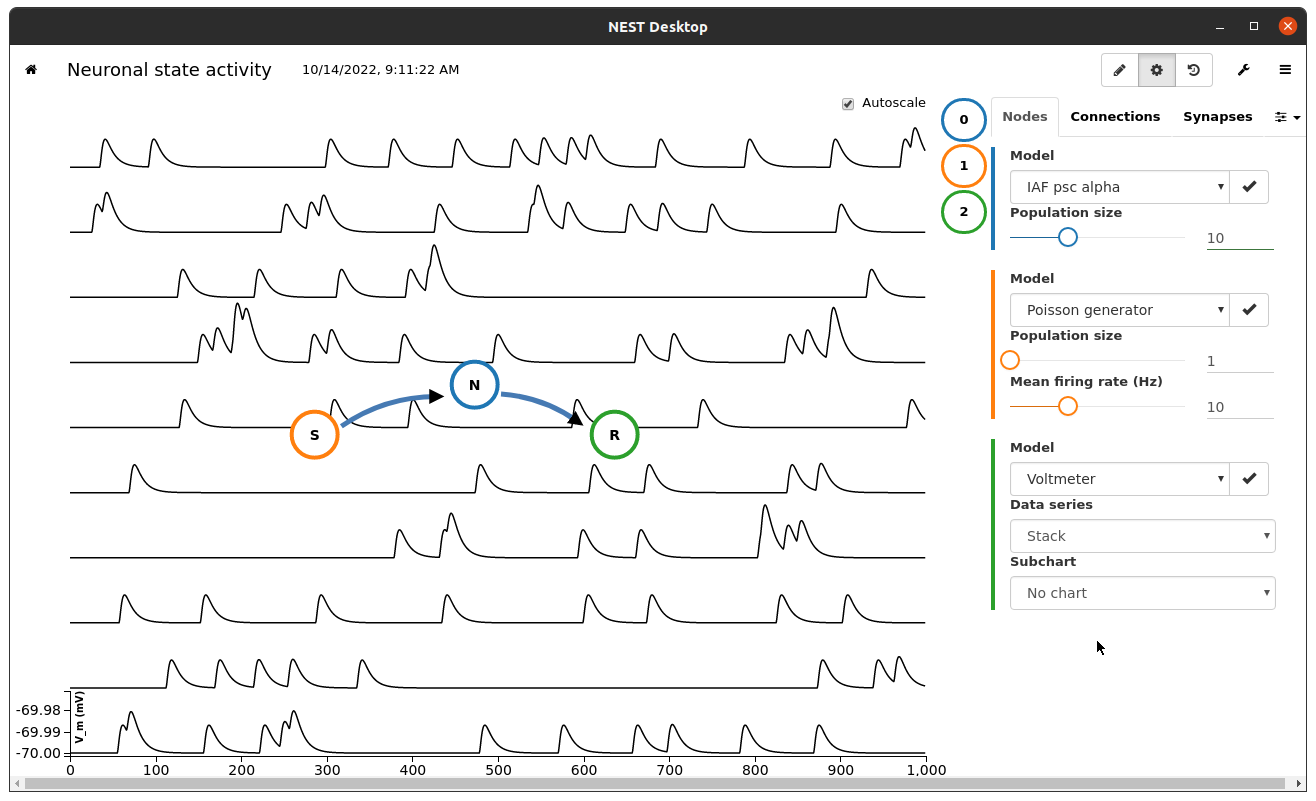 NEST Desktop
Neuronal state activity 10/14/2022, 9:11:22 AM
Autoscale
0
1
2
Nodes Connections Synapses
Model
IAF psc alpha
Population size
10
Model
Poisson generator
Population size
1
Mean firing rate (Hz)
10
Model
Voltmeter
Data series
Stack
Subchart
No chart
N
S
R
V_m (mV)
-69.98
-69.99
-70.00
0 100 200 300 400 500 600 700 800 900 1,000